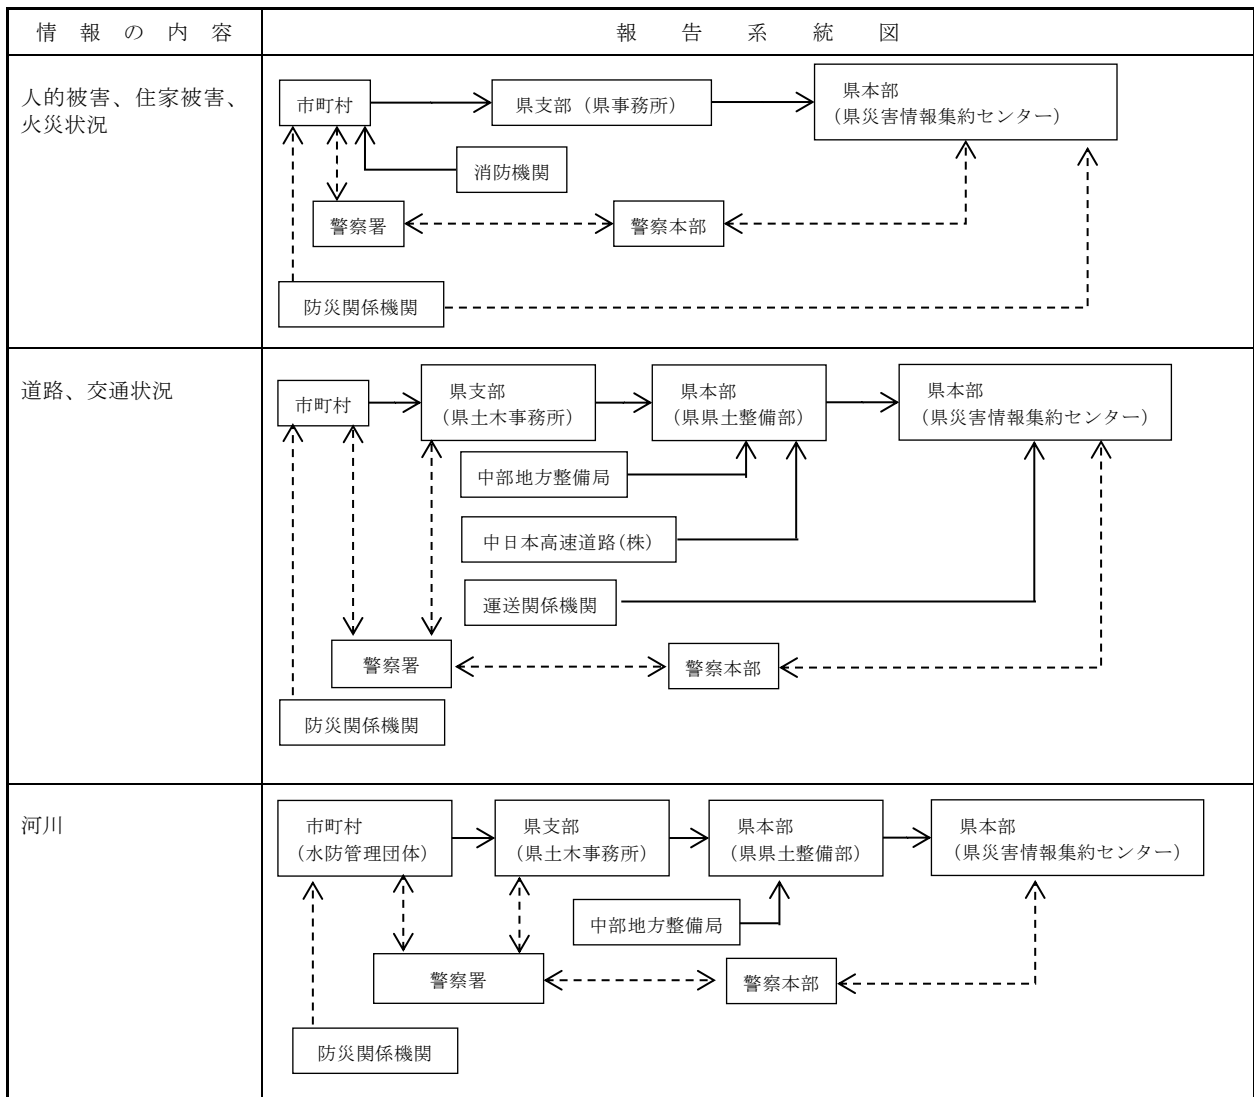 情報の内容
報告系統図
人的被害、住家被害、
火災状況
市町村
県支部（県事務所）
県本部
（県災害情報集約センター）
消防機関
警察署
警察本部
防災関係機関
道路、交通状況
市町村
県支部
（県土木事務所）
県本部
（県県土整備部）
県本部
（県災害情報集約センター）
中部地方整備局
中日本高速道路(株)
運送関係機関
警察署
警察本部
防災関係機関
河川
市町村
（水防管理団体）
県支部
（県土木事務所）
県本部
（県県土整備部）
県本部
（県災害情報集約センター）
中部地方整備局
警察署
警察本部
防災関係機関